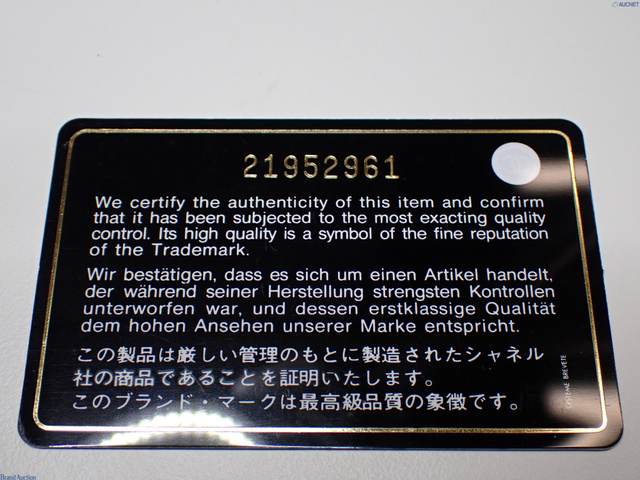 AUCNET
21952961
We certify the authenticity of this item and confirm
that it has been subjected to the most exacting quality
control. Its high quality is a symbol of the fine reputation
of the Trademark.
Wir bestätigen, dass es sich um einen Artikel handelt,
der während seiner Herstellung strengsten Kontrollen
unterworfen war, und dessen erstklassige Qualität
dem hohen Ansehen unserer Marke entspricht.
この製品は厳しい管理のもとに製造されたシャネル
社の商品であることを証明いたします。
このブランド・マークは最高級品質の象徴です。
BREVETE
Brand Auction